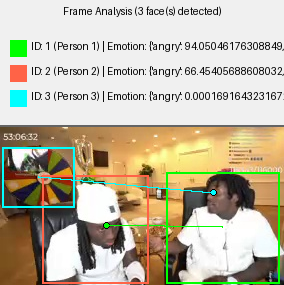 Frame Analysis (3 face(s) detected)
ID: 1 (Person 1) | Emotion: {'angry': 94.05046176308849,
ID: 2 (Person 2) | Emotion: {'angry': 66.45405688608032,
ID: 3 (Person 3) | Emotion: {'angry': 0.000169164323167
53:06:32